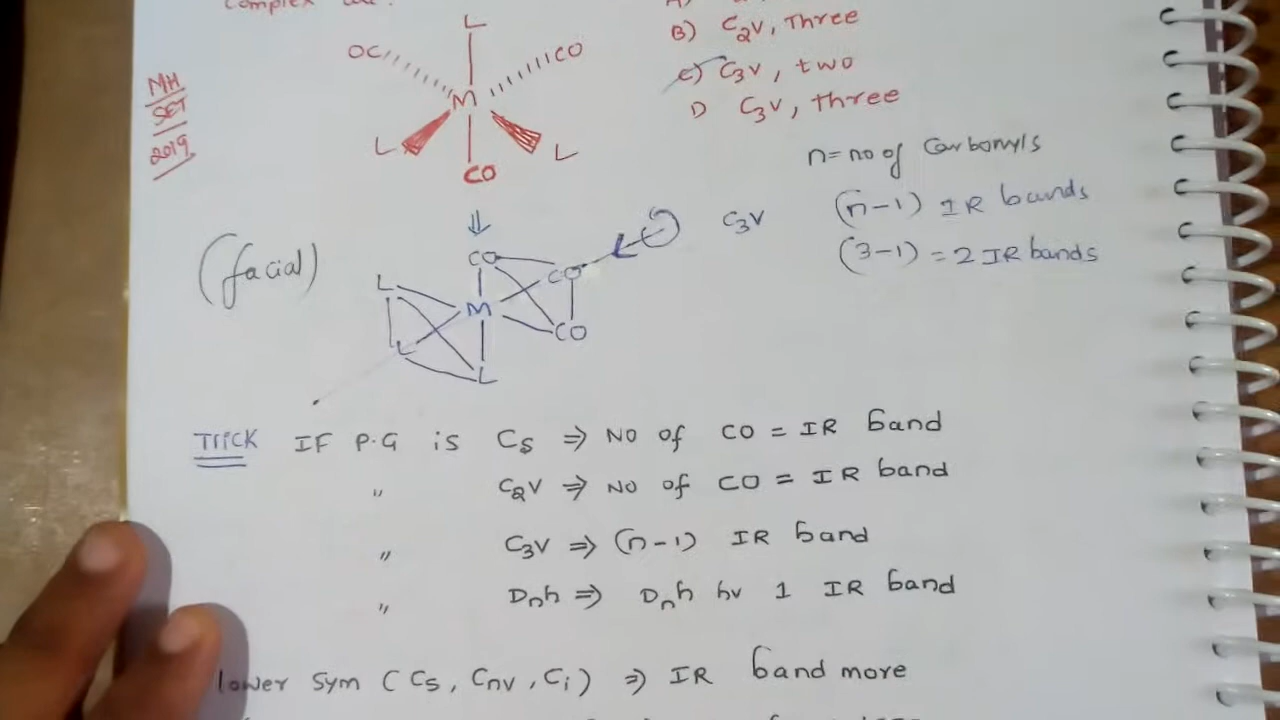 complex
B) C2V, Three
C) C3V, two
D C3V, three
MH
SET
2019
L
OC
CO
M
L
L
CO
n=no of Carbonyls
(n-1) IR bands
(3-1) = 2 IR bands
(facial)
C3V
CO
L
CO
M
L
CO
L
TRICK IF P.G is CS ⇒ NO of CO = IR band
" C2V ⇒ NO of CO = IR band
" C3V ⇒ (n-1) IR band
" Dnh ⇒ Dnh hv 1 IR band
lower sym (CS, Cnv, Ci) ⇒ IR band more